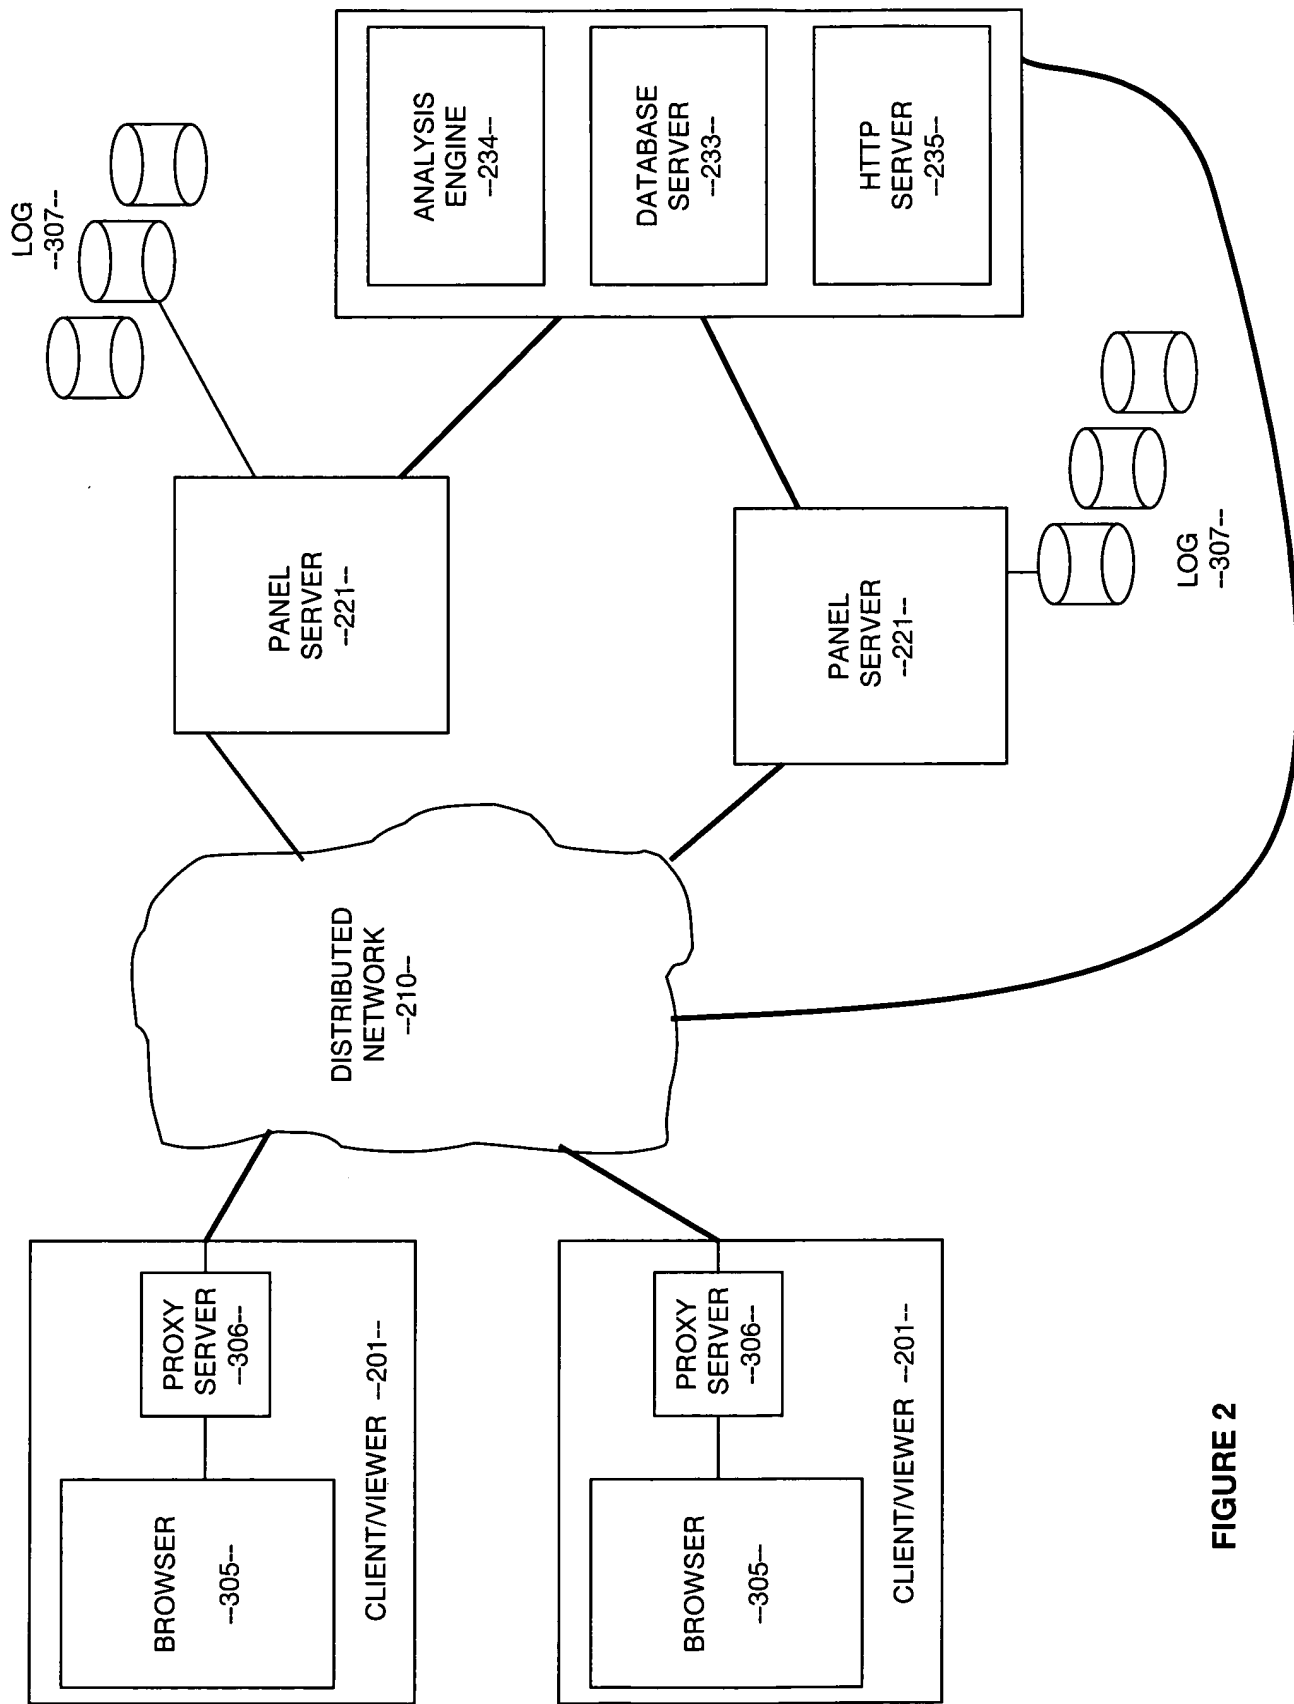 BROWSER
--305--
PROXY
SERVER
--306--
CLIENT/VIEWER --201--
BROWSER
--305--
PROXY
SERVER
--306--
CLIENT/VIEWER --201--
DISTRIBUTED
NETWORK
--210--
PANEL
SERVER
--221--
PANEL
SERVER
--221--
LOG
--307--
LOG
--307--
ANALYSIS
ENGINE
--234--
DATABASE
SERVER
--233--
HTTP
SERVER
--235--
FIGURE 2